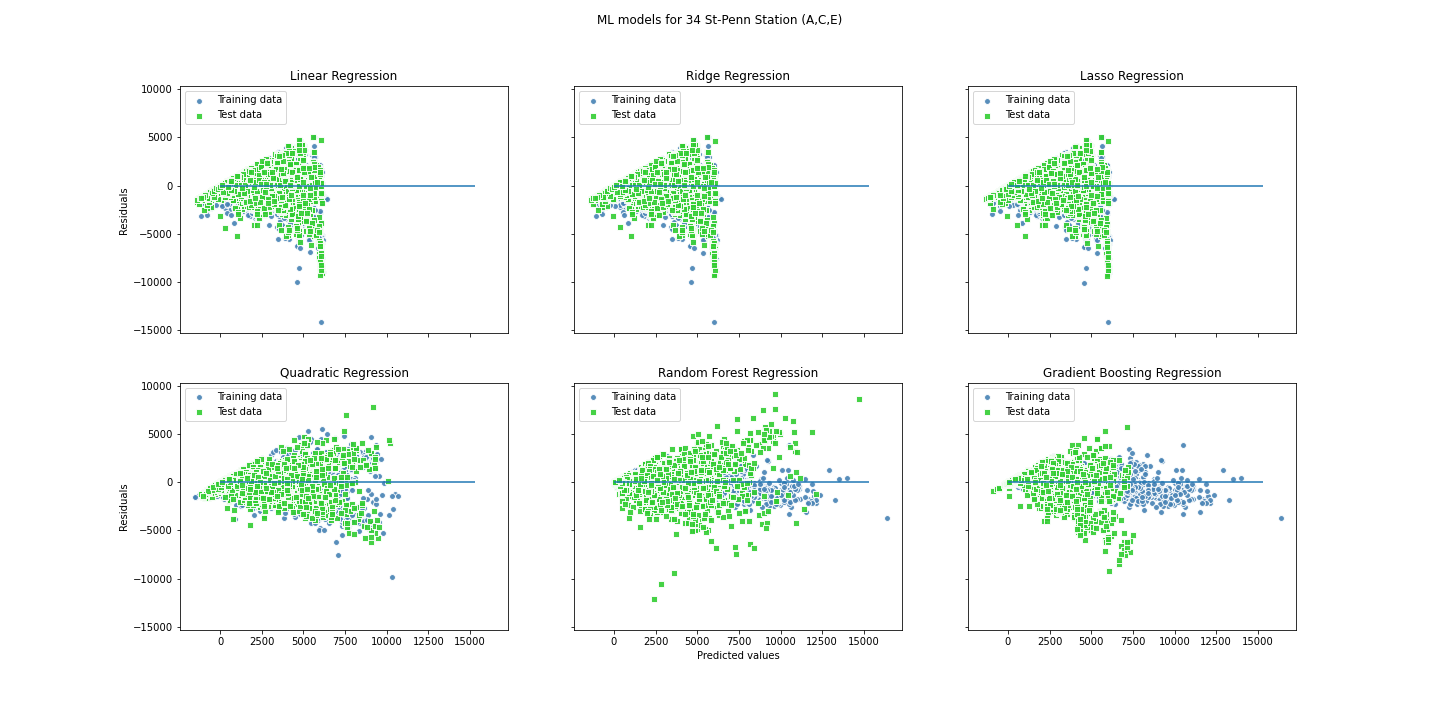 ML models for 34 St-Penn Station (A,C,E)
Linear Regression
Training data
Test data
10000
5000
0
−5000
−10000
−15000
Residuals
Ridge Regression
Training data
Test data
Lasso Regression
Training data
Test data
Quadratic Regression
Training data
Test data
10000
5000
0
−5000
−10000
−15000
Residuals
0 2500 5000 7500 10000 12500 15000
Random Forest Regression
Training data
Test data
0 2500 5000 7500 10000 12500 15000
Predicted values
Gradient Boosting Regression
Training data
Test data
0 2500 5000 7500 10000 12500 15000